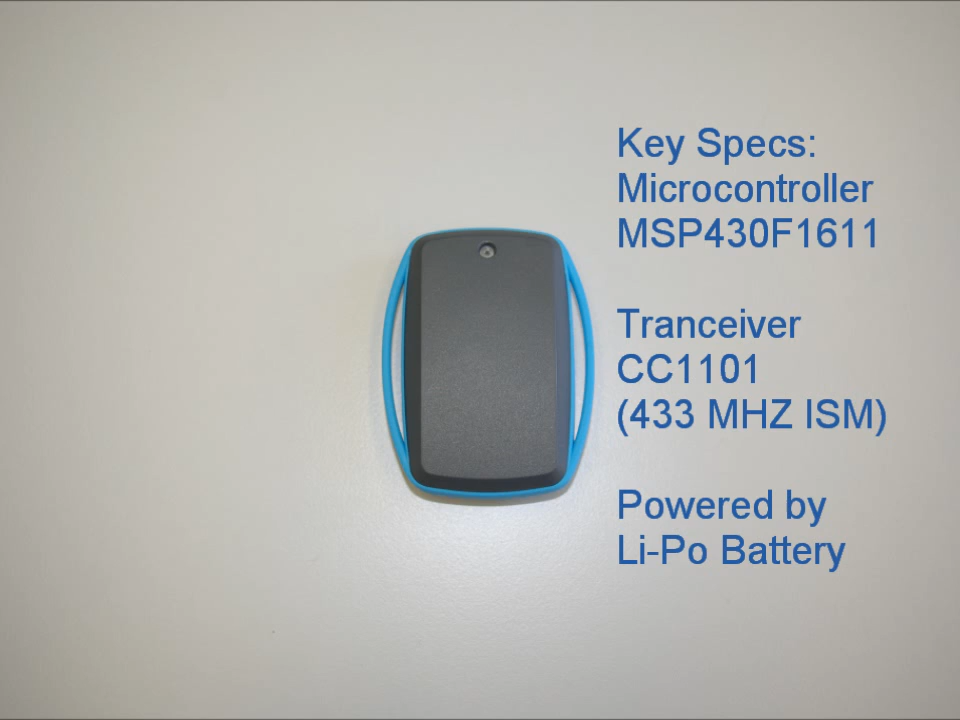 Key Specs:
Microcontroller
MSP430F1611
Tranceiver
CC1101
(433 MHZ ISM)
Powered by
Li-Po Battery